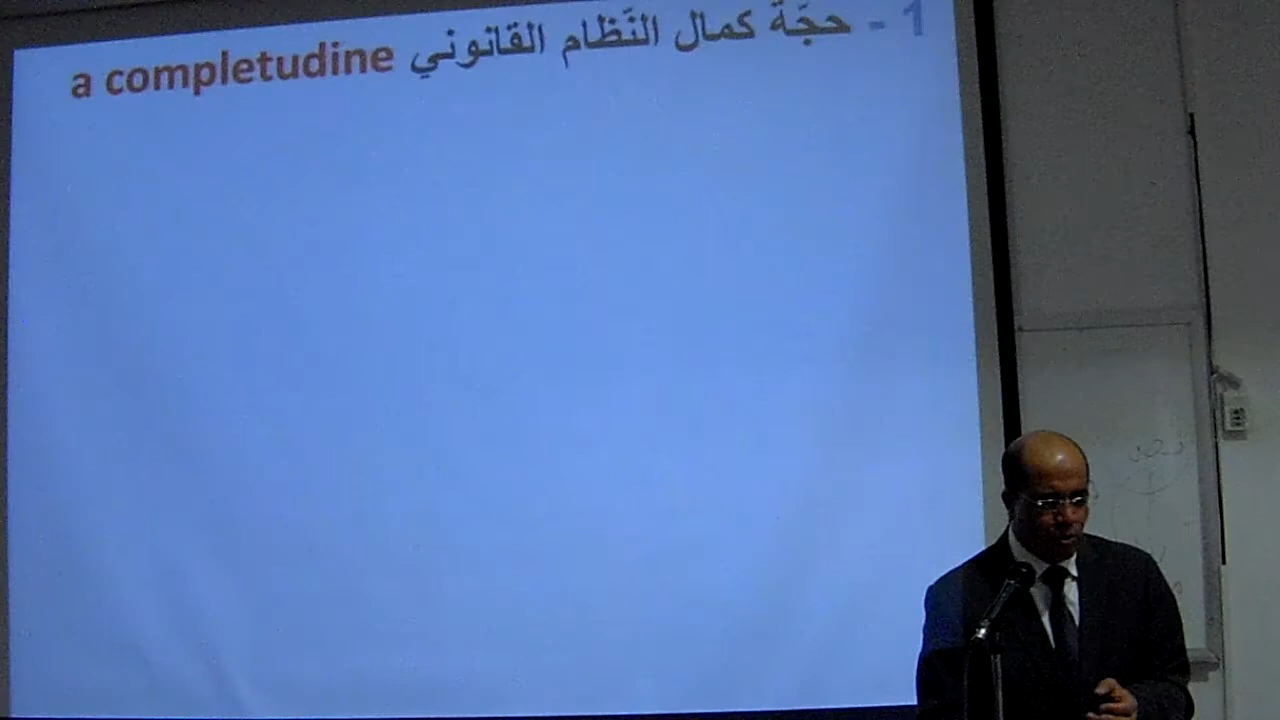 1 - حجّة كمال النّظام القانوني a completudine